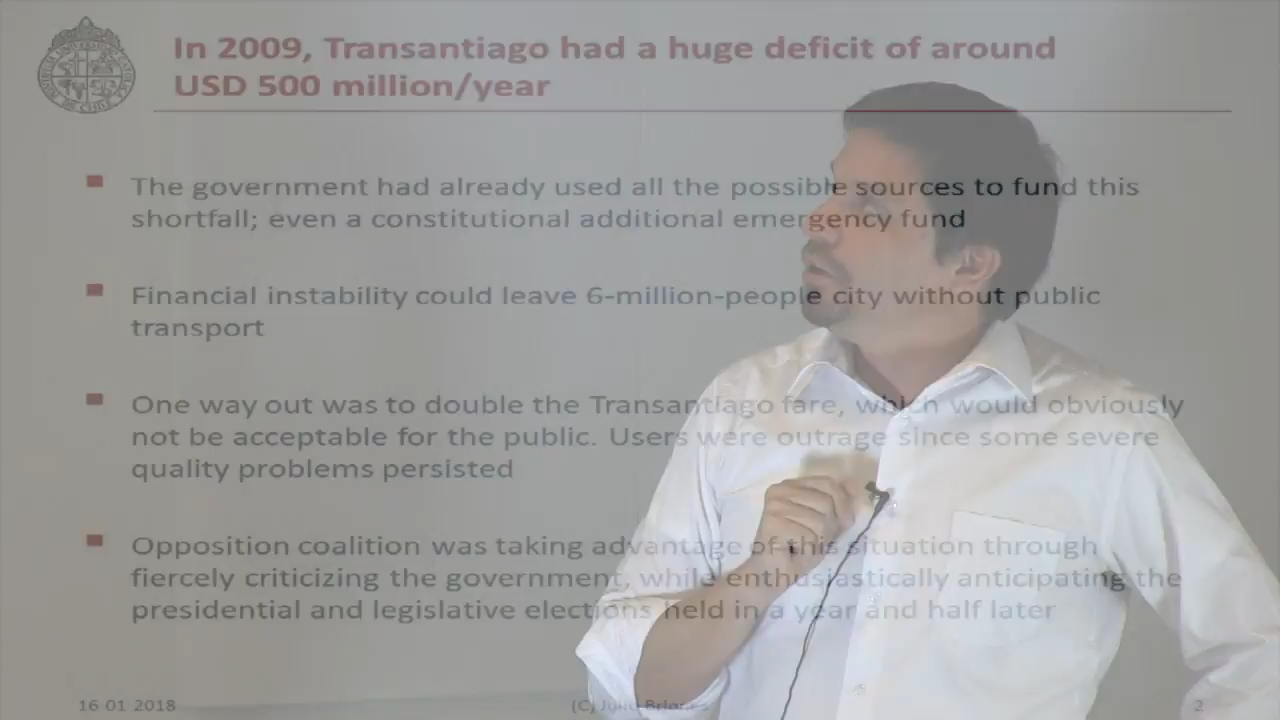 In 2009, Transantiago had a huge deficit of around
USD 500 million/year
The government had already used all the possible sources to fund this
shortfall; even a constitutional additional emergency fund
Financial instability could leave 6-million-people city without public
transport
One way out was to double the Transantiago fare, which would obviously
not be acceptable for the public. Users were outrage since some severe
quality problems persisted
Opposition coalition was taking advantage of this situation through
fiercely criticizing the government, while enthusiastically anticipating the
presidential and legislative elections held in a year and half later
16 01 2018
(C)
2